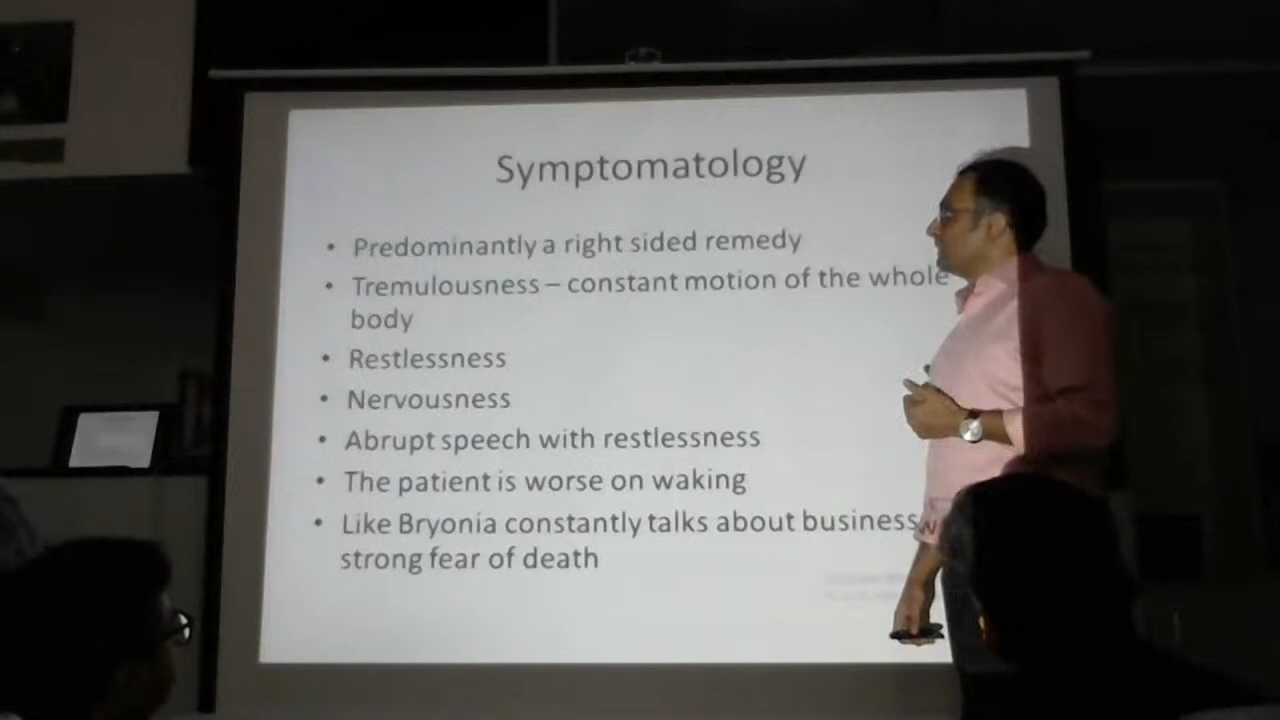 Symptomatology
• Predominantly a right sided remedy
• Tremulousness – constant motion of the whole
body
• Restlessness
• Nervousness
• Abrupt speech with restlessness
• The patient is worse on waking
• Like Bryonia constantly talks about business
strong fear of death